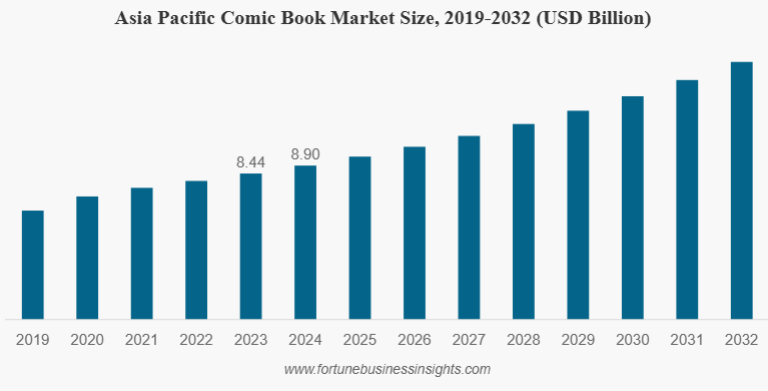 Asia Pacific Comic Book Market Size, 2019-2032 (USD Billion)
8.44 8.90
2019 2020 2021 2022 2023 2024 2025 2026 2027 2028 2029 2030 2031 2032
www.fortunebusinessinsights.com